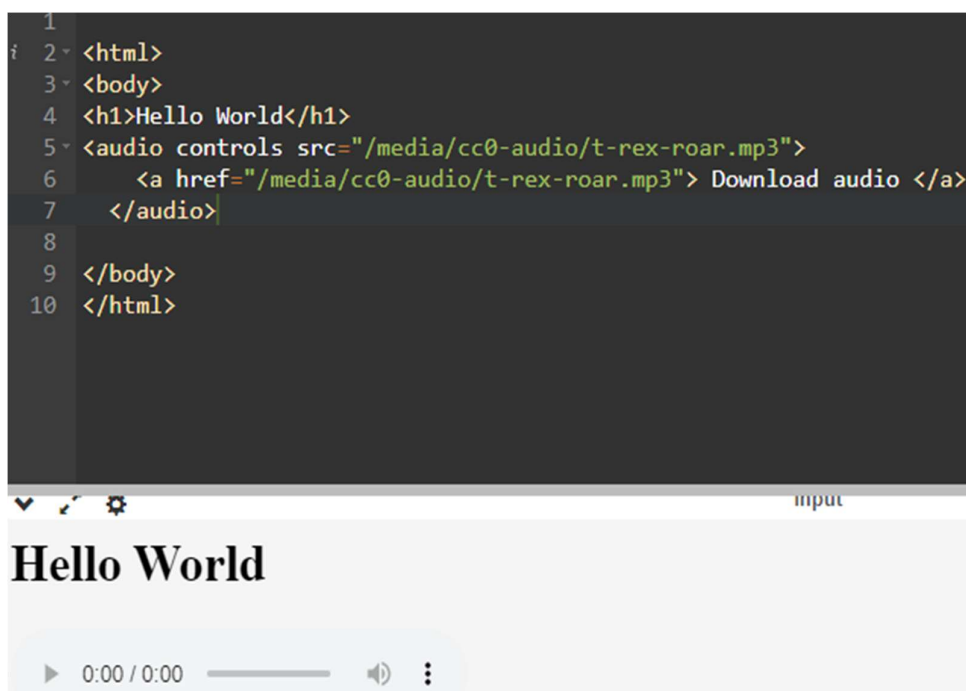 1
i 2 <html>
3 <body>
4 <h1>Hello World</h1>
5 <audio controls src="/media/cc0-audio/t-rex-roar.mp3">
6 <a href="/media/cc0-audio/t-rex-roar.mp3"> Download audio </a>
7 </audio>
8
9 </body>
10 </html>
input
Hello World
0:00 / 0:00